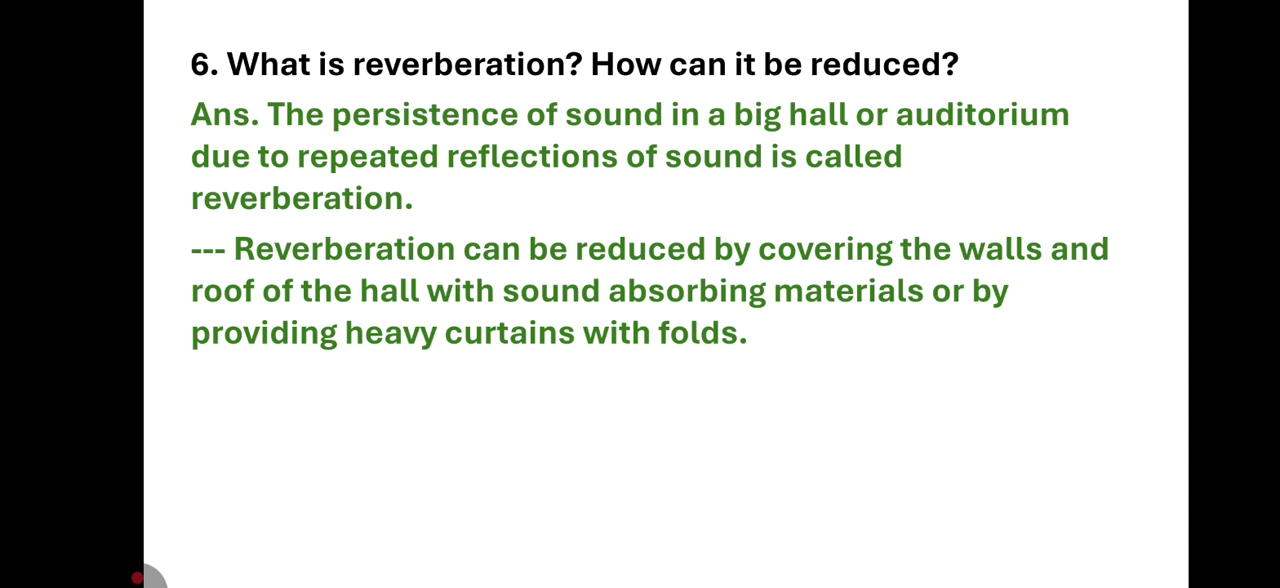 6. What is reverberation? How can it be reduced?
Ans. The persistence of sound in a big hall or auditorium
due to repeated reflections of sound is called
reverberation.
--- Reverberation can be reduced by covering the walls and
roof of the hall with sound absorbing materials or by
providing heavy curtains with folds.